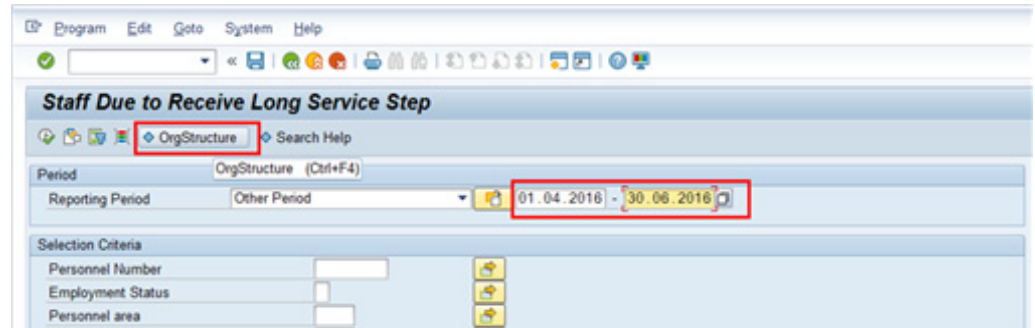 Program Edit Goto System Help
Staff Due to Receive Long Service Step
OrgStructure Search Help
OrgStructure (Ctrl+F4)
Period
Reporting Period Other Period 01.04.2016 - 30.06.2016
Selection Criteria
Personnel Number
Employment Status
Personnel area